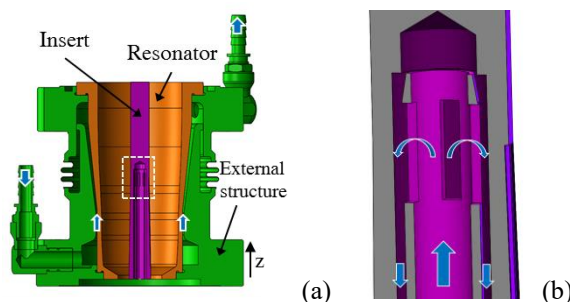 Insert
Resonator
External
structure
z
(a)
(b)